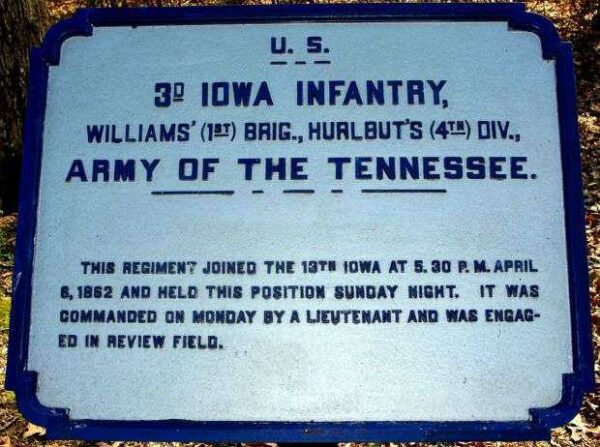 U. S.
3D IOWA INFANTRY,
WILLIAMS' (1ST) BRIG., HURLBUT'S (4TH) DIV.,
ARMY OF THE TENNESSEE.
THIS REGIMENT JOINED THE 13TH IOWA AT 5.30 P.M. APRIL
6, 1862 AND HELD THIS POSITION SUNDAY NIGHT. IT WAS
COMMANDED ON MONDAY BY A LIEUTENANT AND WAS ENGAG-
ED IN REVIEW FIELD.